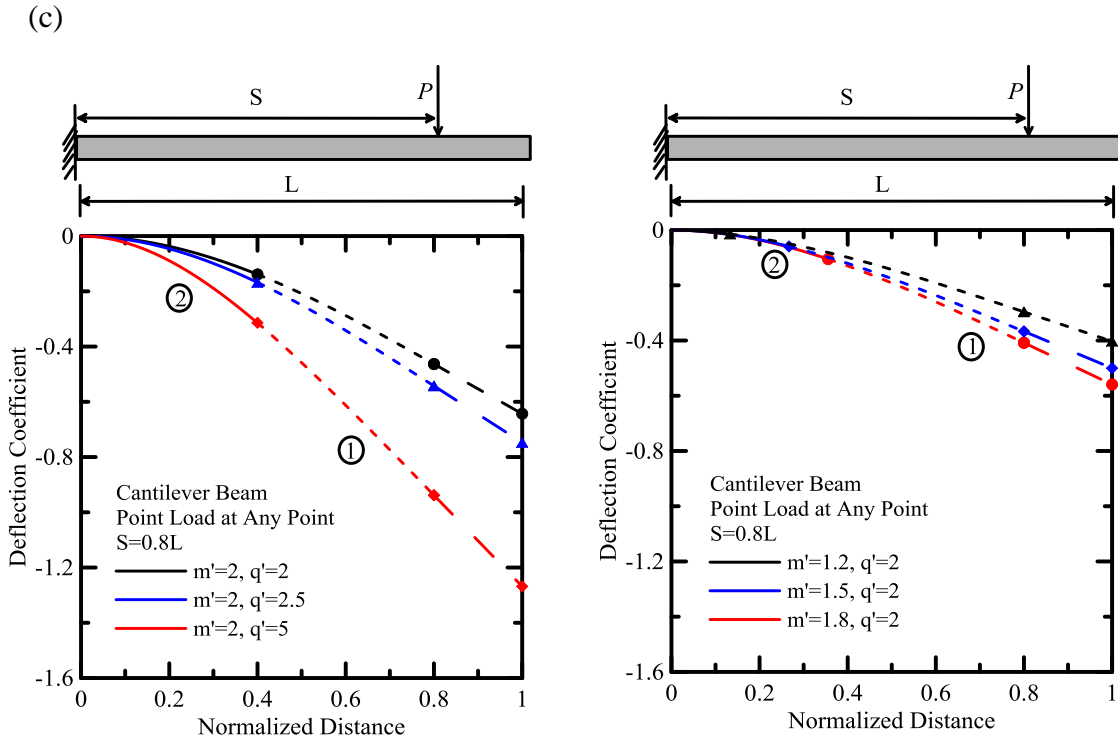 (c)
S
P
L
0
-0.4
-0.8
-1.2
-1.6
Deflection Coefficient
2
1
Cantilever Beam
Point Load at Any Point
S=0.8L
m'=2, q'=2
m'=2, q'=2.5
m'=2, q'=5
0 0.2 0.4 0.6 0.8 1
Normalized Distance
S
P
L
0
-0.4
-0.8
-1.2
-1.6
Deflection Coefficient
2
1
Cantilever Beam
Point Load at Any Point
S=0.8L
m'=1.2, q'=2
m'=1.5, q'=2
m'=1.8, q'=2
0 0.2 0.4 0.6 0.8 1
Normalized Distance